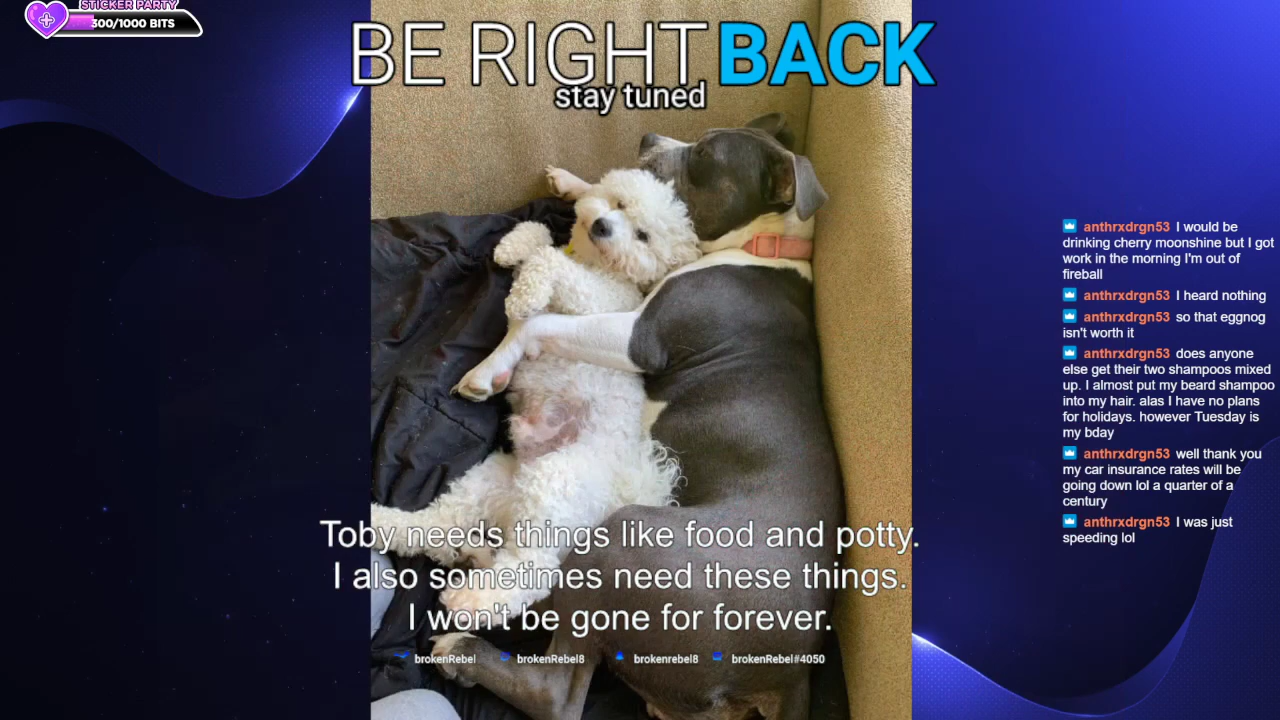 STICKER PARTY
300/1000 BITS
BE RIGHT BACK
stay tuned
anthrxdrgn53 I would be
drinking cherry moonshine but I got
work in the morning I'm out of
fireball
anthrxdrgn53 I heard nothing
anthrxdrgn53 so that eggnog
isn't worth it
anthrxdrgn53 does anyone
else get their two shampoos mixed
up. I almost put my beard shampoo
into my hair. alas I have no plans
for holidays. however Tuesday is
my bday
anthrxdrgn53 well thank you
my car insurance rates will be
going down lol a quarter of a
century
anthrxdrgn53 I was just
speeding lol
Toby needs things like food and potty.
I also sometimes need these things.
I won't be gone for forever.
brokenRebel brokenRebel8 brokenrebel8 brokenRebel#4050